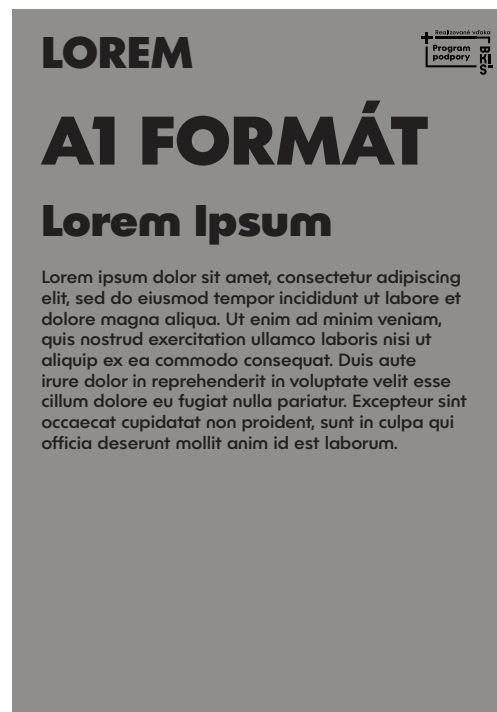 LOREM
Realizované vďaka
Program
podpory
BKIS
A1 FORMÁT
Lorem Ipsum
Lorem ipsum dolor sit amet, consectetur adipiscing
elit, sed do eiusmod tempor incididunt ut labore et
dolore magna aliqua. Ut enim ad minim veniam,
quis nostrud exercitation ullamco laboris nisi ut
aliquip ex ea commodo consequat. Duis aute
irure dolor in reprehenderit in voluptate velit esse
cillum dolore eu fugiat nulla pariatur. Excepteur sint
occaecat cupidatat non proident, sunt in culpa qui
officia deserunt mollit anim id est laborum.